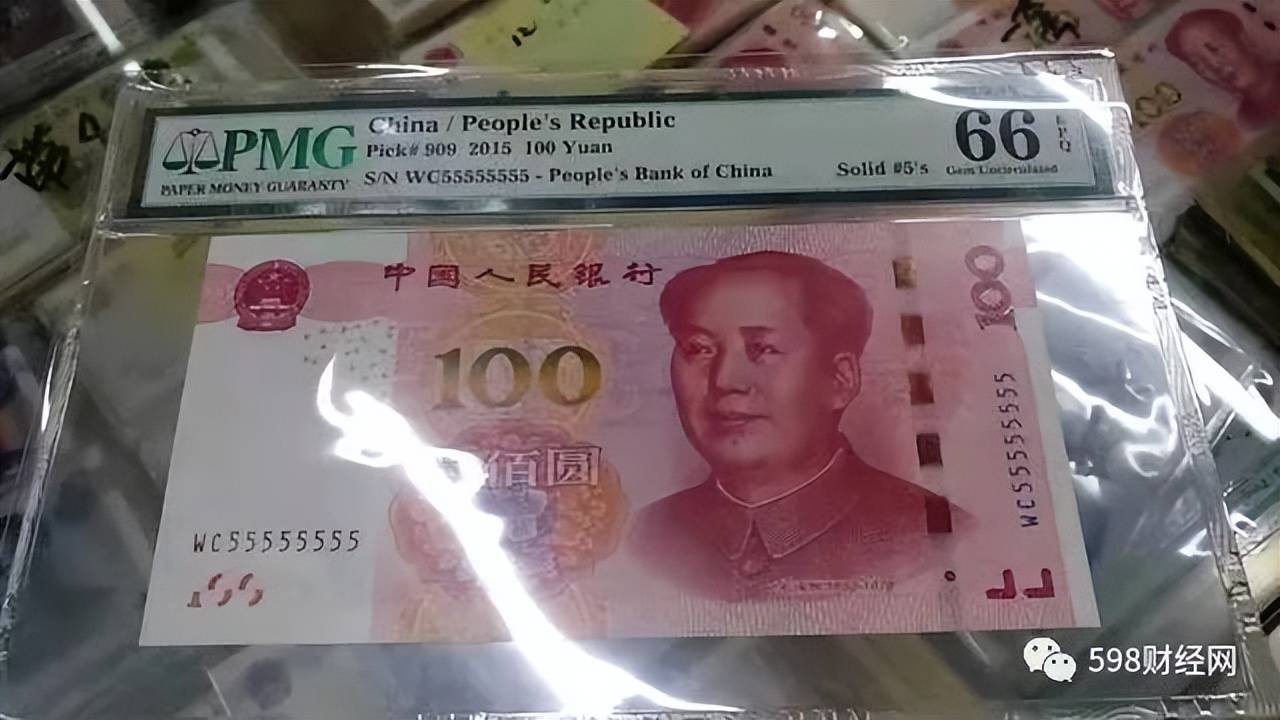 PMG
PAPER MONEY GUARANTY
China / People's Republic
Pick# 909 2015 100 Yuan
S/N WC55555555 - People's Bank of China
Solid #5's
66
EPQ
Gem Uncirculated
中国人民银行
100
100
佰圆
WC55555555
WC55555555
598财经网